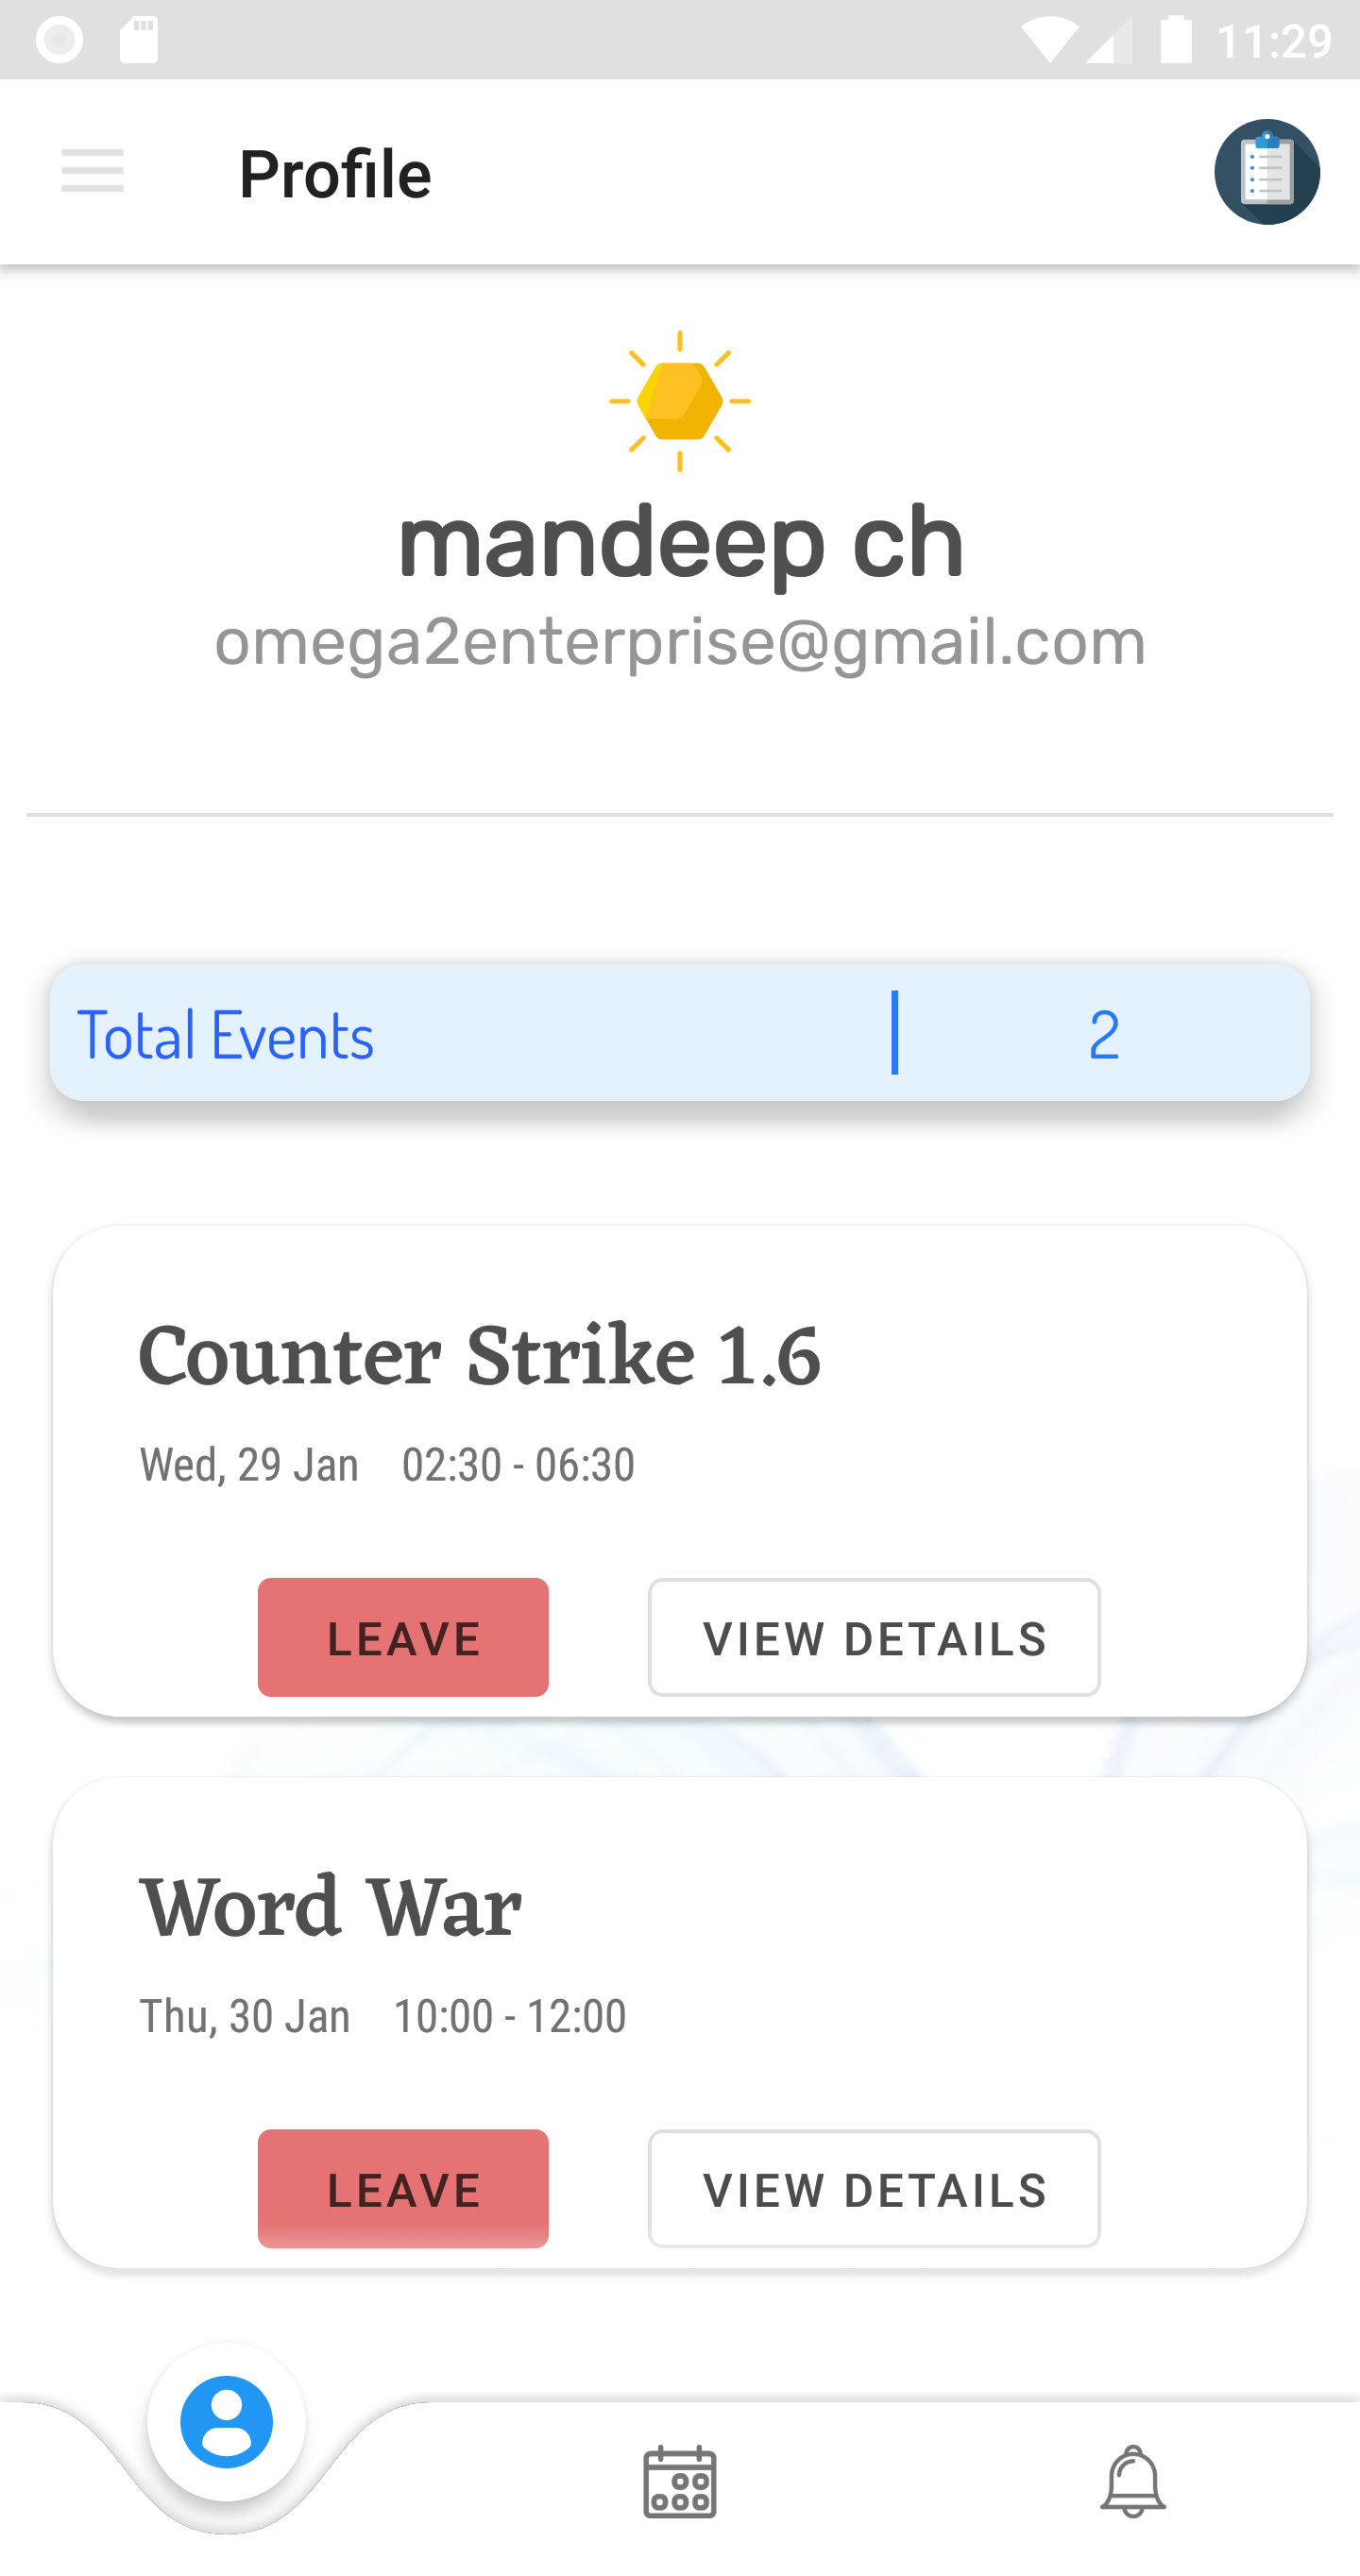 11:29
Profile
mandeep ch
omega2enterprise@gmail.com
Total Events 2
Counter Strike 1.6
Wed, 29 Jan 02:30 - 06:30
LEAVE VIEW DETAILS
Word War
Thu, 30 Jan 10:00 - 12:00
LEAVE VIEW DETAILS